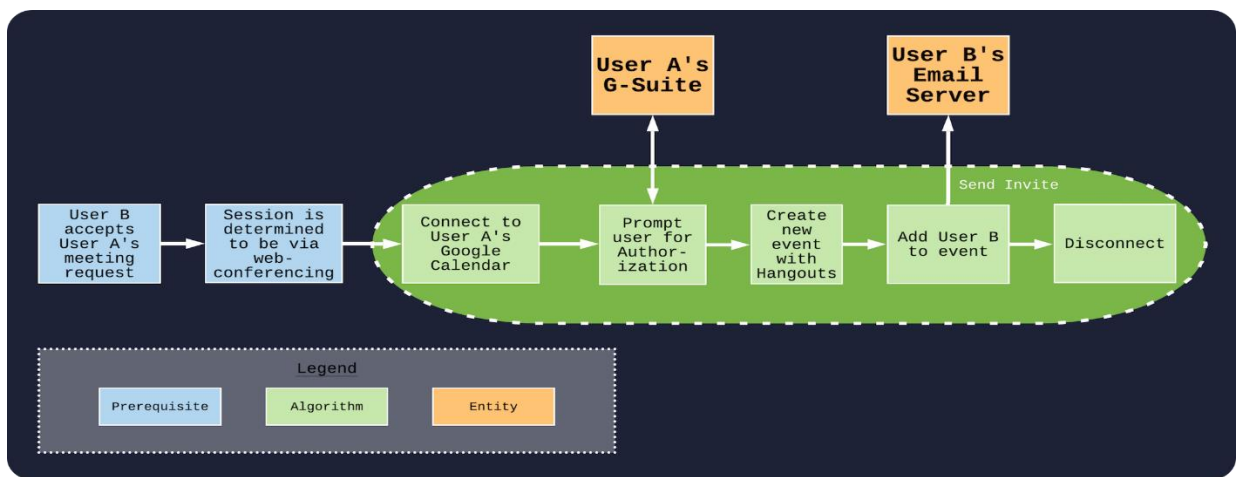 User A's
G-Suite
User B's
Email
Server
Send Invite
User B
accepts
User A's
meeting
request
Session is
determined
to be via
web-
conferencing
Connect to
User A's
Google
Calendar
Prompt
user for
Author-
ization
Create
new
event
with
Hangouts
Add User B
to event
Disconnect
Legend
Prerequisite
Algorithm
Entity